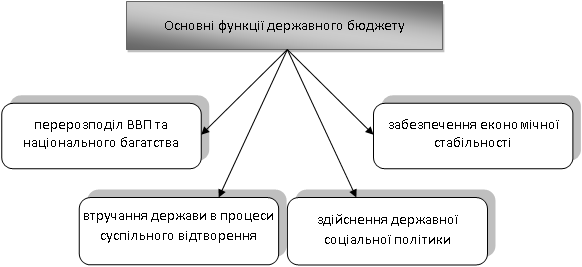 Основні функції державного бюджету
перерозподіл ВВП та
національного багатства
забезпечення економічної
стабільності
втручання держави в процеси
суспільного відтворення
здійснення державної
соціальної політики